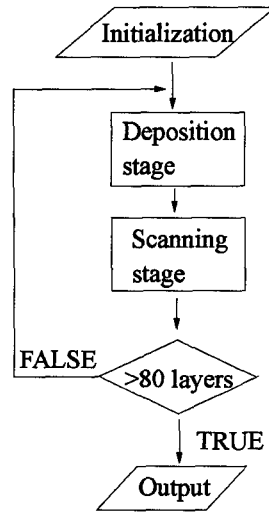 Initialization
Deposition
stage
Scanning
stage
FALSE
>80 layers
TRUE
Output